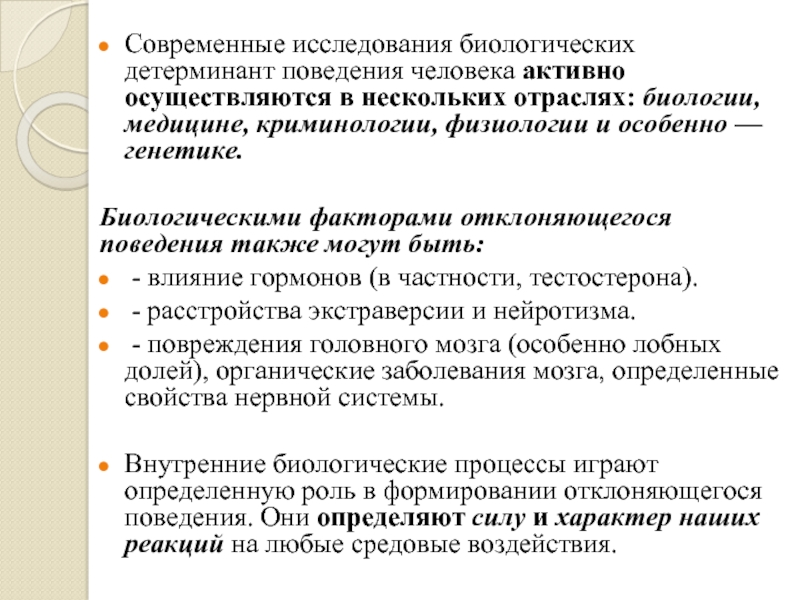 Современные исследования биологических
детерминант поведения человека активно
осуществляются в нескольких отраслях: биологии,
медицине, криминологии, физиологии и особенно —
генетике.
Биологическими факторами отклоняющегося
поведения также могут быть:
- влияние гормонов (в частности, тестостерона).
- расстройства экстраверсии и нейротизма.
- повреждения головного мозга (особенно лобных
долей), органические заболевания мозга, определенные
свойства нервной системы.
Внутренние биологические процессы играют
определенную роль в формировании отклоняющегося
поведения. Они определяют силу и характер наших
реакций на любые средовые воздействия.